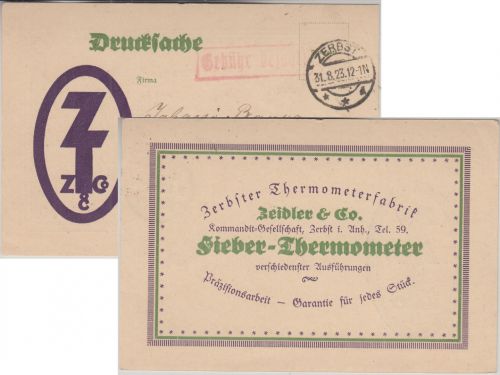 Drucksache
Gebühr
ZERBST
31.8.23.12-1N
Firma
Z T
Z & Co
Zerbster Thermometerfabrik
Zeidler & Co.
Kommandit-Gesellschaft, Zerbst i. Anh., Tel. 59.
Fieber-Thermometer
verschiedenster Ausführungen
Präzisionsarbeit — Garantie für jedes Stück.